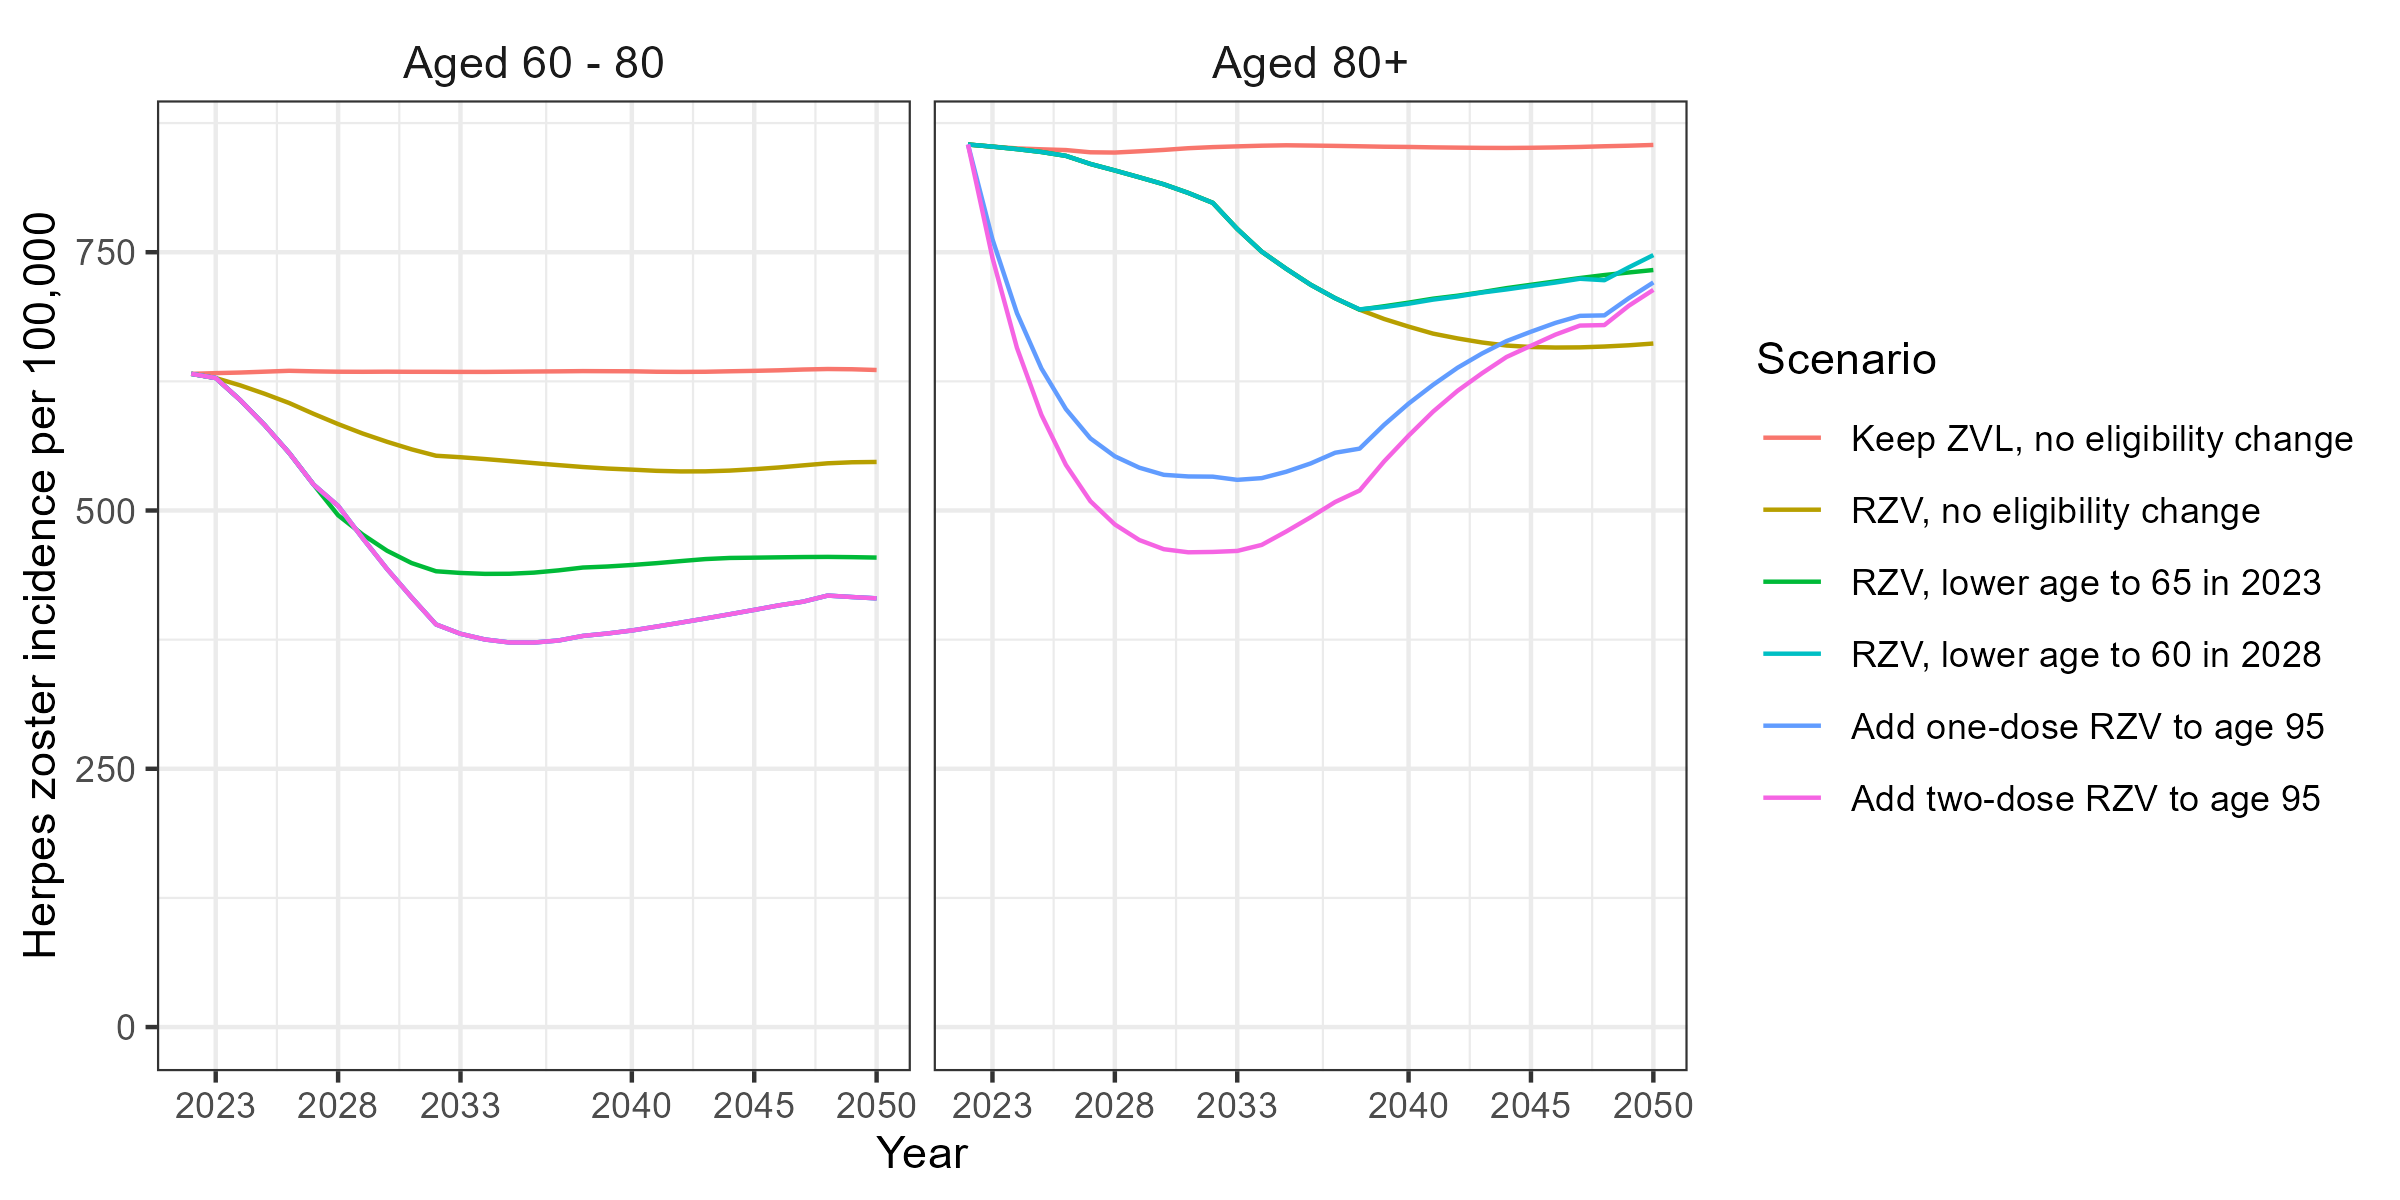 Aged 60 - 80
Aged 80+
Herpes zoster incidence per 100,000
750
500
250
0
2023 2028 2033 2040 2045 2050
2023 2028 2033 2040 2045 2050
Year
Scenario
Keep ZVL, no eligibility change
RZV, no eligibility change
RZV, lower age to 65 in 2023
RZV, lower age to 60 in 2028
Add one-dose RZV to age 95
Add two-dose RZV to age 95